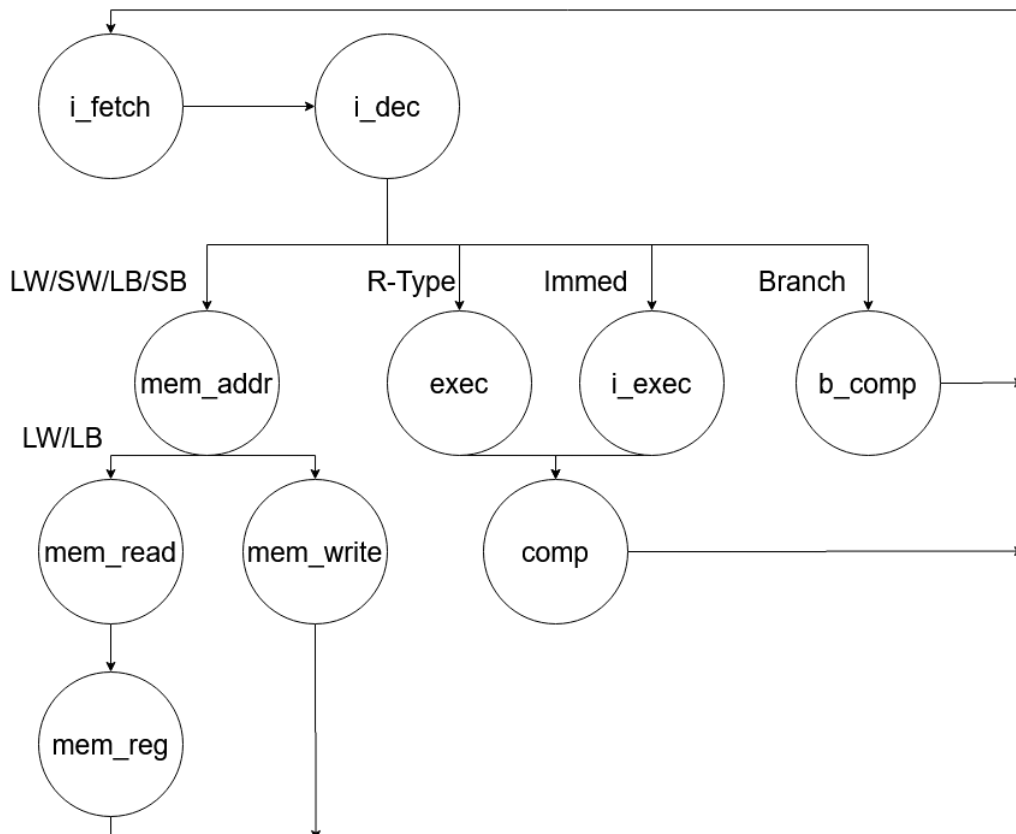 i_fetch
i_dec
LW/SW/LB/SB
R-Type
Immed
Branch
mem_addr
exec
i_exec
b_comp
LW/LB
mem_read
mem_write
comp
mem_reg